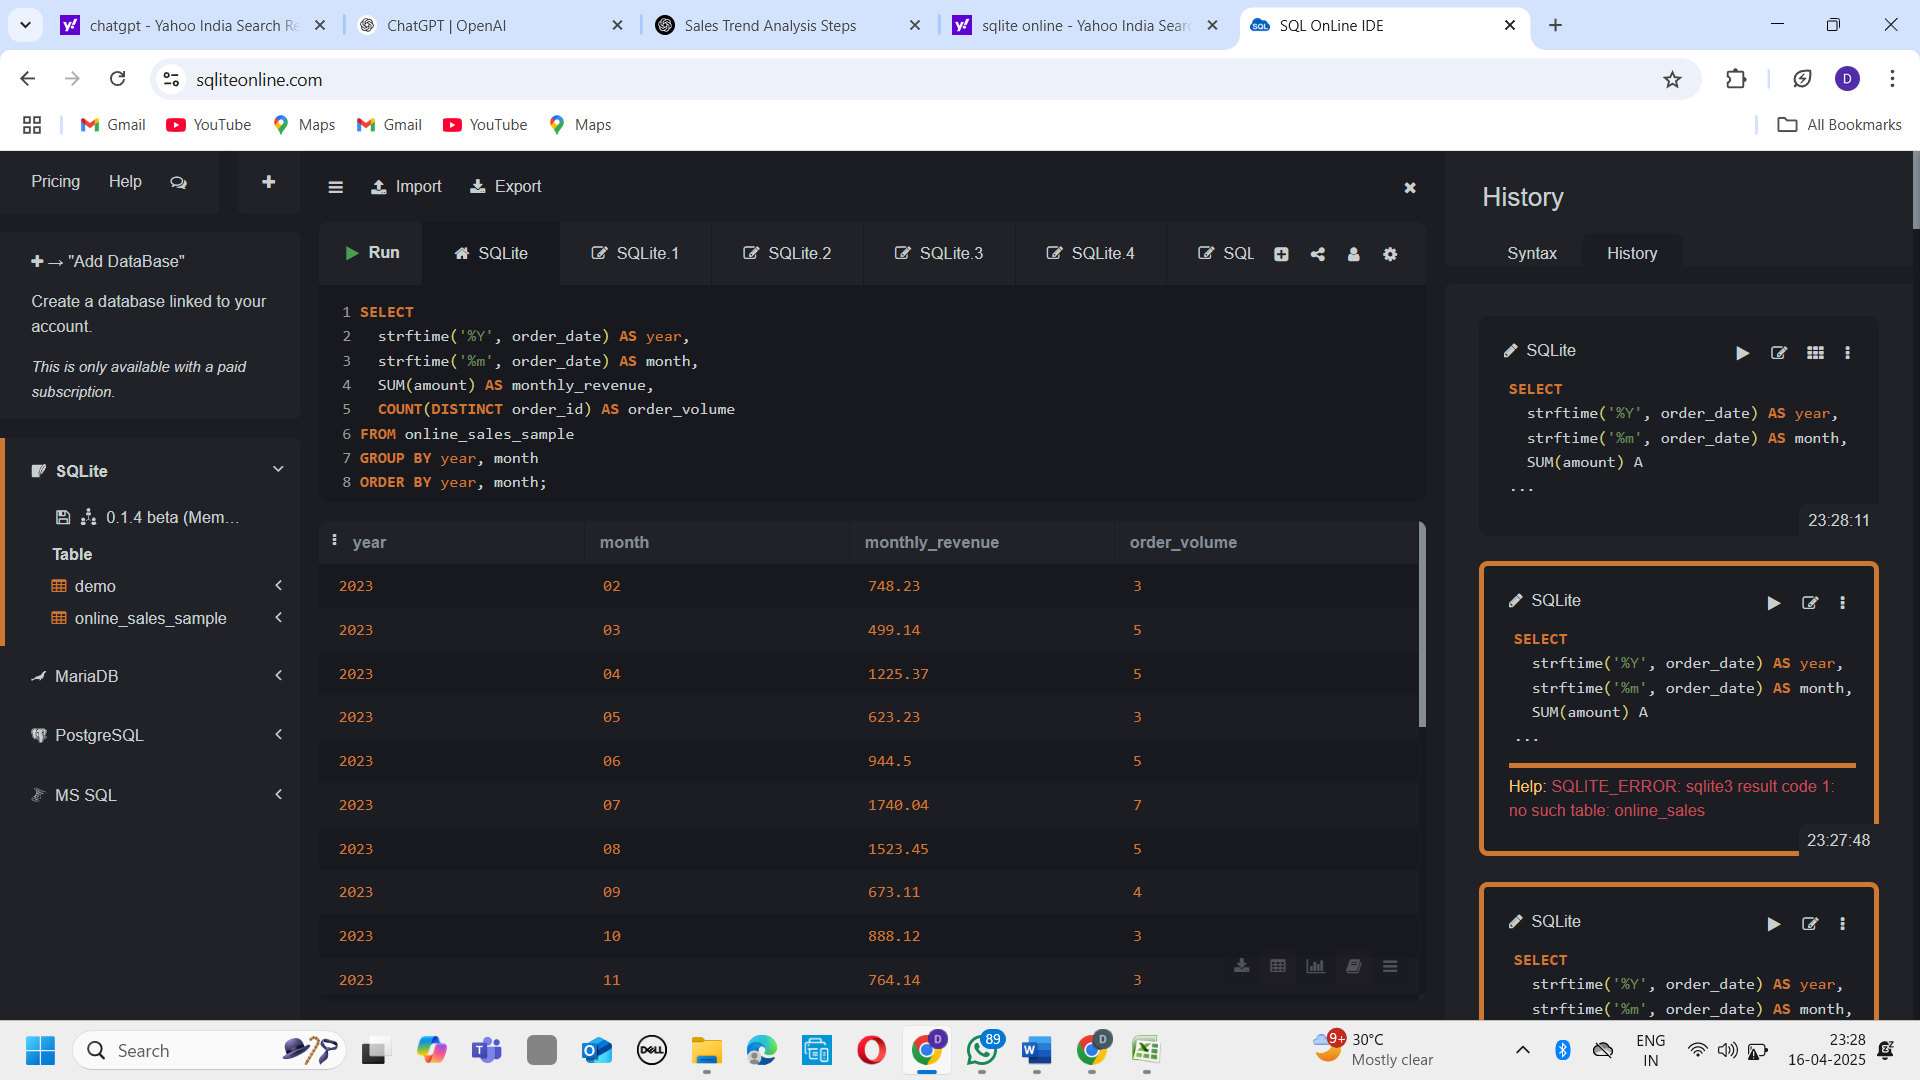 chatgpt - Yahoo India Search Re
ChatGPT | OpenAI
Sales Trend Analysis Steps
sqlite online - Yahoo India Sear
SQL OnLine IDE
sqliteonline.com
D
Gmail
YouTube
Maps
Gmail
YouTube
Maps
All Bookmarks
Pricing
Help
Import
Export
"Add DataBase"
Create a database linked to your
account.
This is only available with a paid
subscription.
SQLite
0.1.4 beta (Mem...
Table
demo
online_sales_sample
MariaDB
PostgreSQL
MS SQL
Run
SQLite
SQLite.1
SQLite.2
SQLite.3
SQLite.4
SQL
1 SELECT
2 strftime('%Y', order_date) AS year,
3 strftime('%m', order_date) AS month,
4 SUM(amount) AS monthly_revenue,
5 COUNT(DISTINCT order_id) AS order_volume
6 FROM online_sales_sample
7 GROUP BY year, month
8 ORDER BY year, month;
year month monthly_revenue order_volume
2023 02 748.23 3
2023 03 499.14 5
2023 04 1225.37 5
2023 05 623.23 3
2023 06 944.5 5
2023 07 1740.04 7
2023 08 1523.45 5
2023 09 673.11 4
2023 10 888.12 3
2023 11 764.14 3
History
Syntax
History
SQLite
SELECT
strftime('%Y', order_date) AS year,
strftime('%m', order_date) AS month,
SUM(amount) A
...
23:28:11
SQLite
SELECT
strftime('%Y', order_date) AS year,
strftime('%m', order_date) AS month,
SUM(amount) A
...
Help: SQLITE_ERROR: sqlite3 result code 1:
no such table: online_sales
23:27:48
SQLite
SELECT
strftime('%Y', order_date) AS year,
strftime('%m', order_date) AS month,
Search
DELL
D
89
D
9+
30°C
Mostly clear
ENG
IN
23:28
16-04-2025